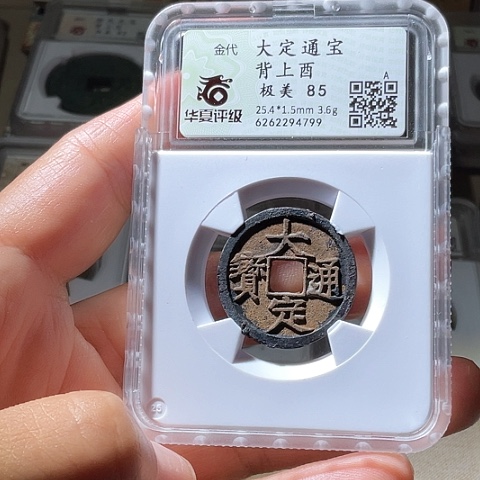 金代
大定通宝
背上酉
极美 85
25.4*1.5mm 3.6g
6262294799
A
华夏评级
大
寳 通
定